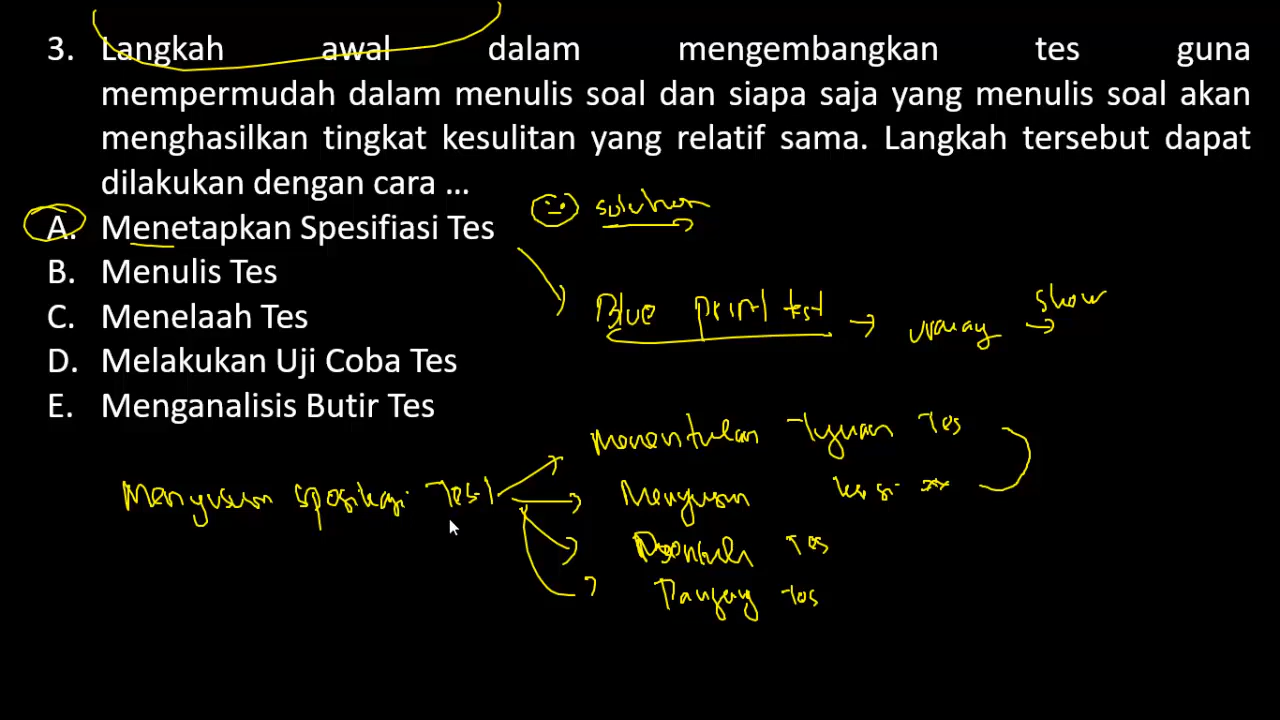 3. Langkah awal dalam mengembangkan tes guna
mempermudah dalam menulis soal dan siapa saja yang menulis soal akan
menghasilkan tingkat kesulitan yang relatif sama. Langkah tersebut dapat
dilakukan dengan cara ...
A. Menetapkan Spesifiasi Tes
solution
B. Menulis Tes
C. Menelaah Tes
Blue print test
show
D. Melakukan Uji Coba Tes
E. Menganalisis Butir Tes
Menentukan Tujuan Tes
Menyusun Test
Menyusun kisi **
Tes
Panjang Tes